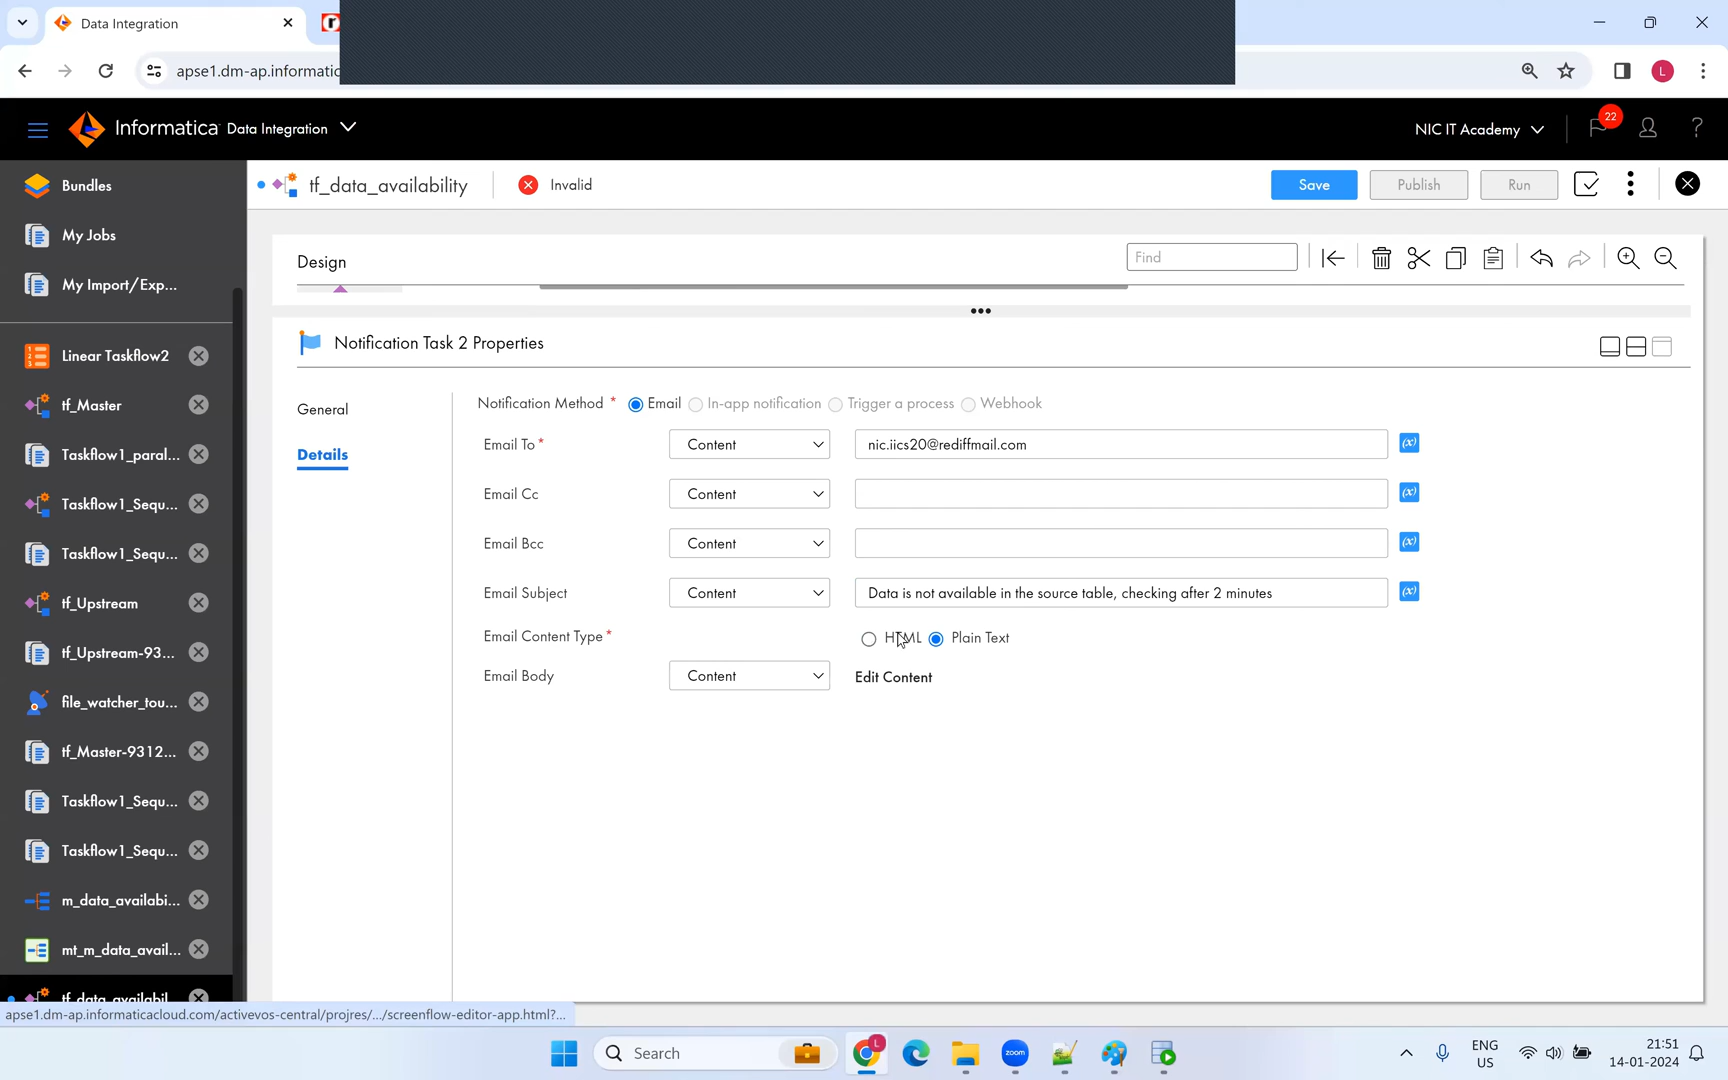 Data Integration
apse1.dm-ap.informatic
L
Informatica Data Integration
NIC IT Academy
22
?
Bundles
My Jobs
My Import/Exp...
Linear Taskflow2
tf_Master
Taskflow1_paral...
Taskflow1_Sequ...
Taskflow1_Sequ...
tf_Upstream
tf_Upstream-93...
file_watcher_tou...
tf_Master-9312...
Taskflow1_Sequ...
Taskflow1_Sequ...
m_data_availabi...
mt_m_data_avail...
tf_data_availabil
tf_data_availability
Invalid
Save
Publish
Run
Design
Find
Notification Task 2 Properties
General
Details
Notification Method * Email In-app notification Trigger a process Webhook
Email To * Content nic.iics20@rediffmail.com (x)
Email Cc Content (x)
Email Bcc Content (x)
Email Subject Content Data is not available in the source table, checking after 2 minutes (x)
Email Content Type * HTML Plain Text
Email Body Content Edit Content
apse1.dm-ap.informaticacloud.com/activevos-central/projres/.../screenflow-editor-app.html?...
Search
L
zoom
ENG
US
21:51
14-01-2024